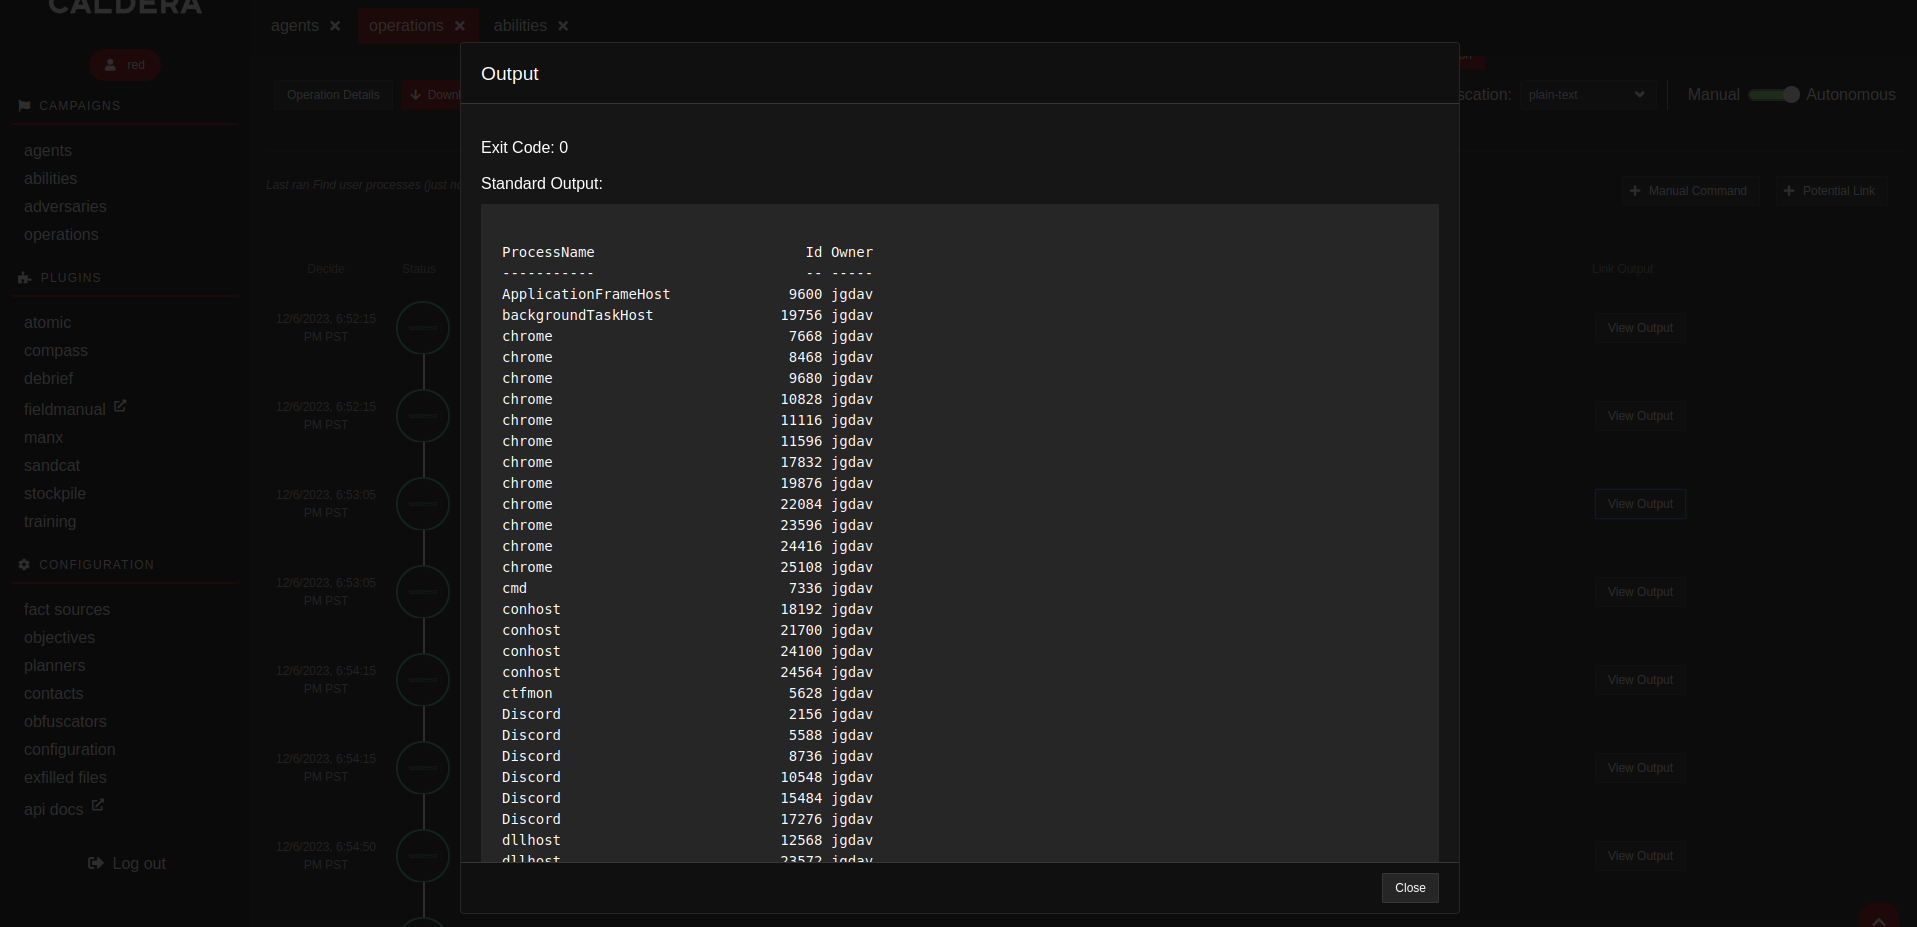 CALDERA
agents
operations
abilities
red
CAMPAIGNS
agents
abilities
adversaries
operations
PLUGINS
atomic
compass
debrief
fieldmanual
manx
sandcat
stockpile
training
CONFIGURATION
fact sources
objectives
planners
contacts
obfuscators
configuration
exfilled files
api docs
Log out
Operation Details
scation:
plain-text
Manual
Autonomous
Last ran Find user processes (just
Manual Command
Potential Link
Decide
Status
Link Output
12/6/2023, 6:52:15
PM PST
View Output
12/6/2023, 6:52:15
PM PST
View Output
12/6/2023, 6:53:05
PM PST
View Output
12/6/2023, 6:53:05
PM PST
View Output
12/6/2023, 6:54:15
PM PST
View Output
12/6/2023, 6:54:15
PM PST
View Output
12/6/2023, 6:54:50
PM PST
View Output
Output
Exit Code: 0
Standard Output:
ProcessName Id Owner
----------- -- -----
ApplicationFrameHost 9600 jgdav
backgroundTaskHost 19756 jgdav
chrome 7668 jgdav
chrome 8468 jgdav
chrome 9680 jgdav
chrome 10828 jgdav
chrome 11116 jgdav
chrome 11596 jgdav
chrome 17832 jgdav
chrome 19876 jgdav
chrome 22084 jgdav
chrome 23596 jgdav
chrome 24416 jgdav
chrome 25108 jgdav
cmd 7336 jgdav
conhost 18192 jgdav
conhost 21700 jgdav
conhost 24100 jgdav
conhost 24564 jgdav
ctfmon 5628 jgdav
Discord 2156 jgdav
Discord 5588 jgdav
Discord 8736 jgdav
Discord 10548 jgdav
Discord 15484 jgdav
Discord 17276 jgdav
dllhost 12568 jgdav
dllhost 23572 jgdav
Close